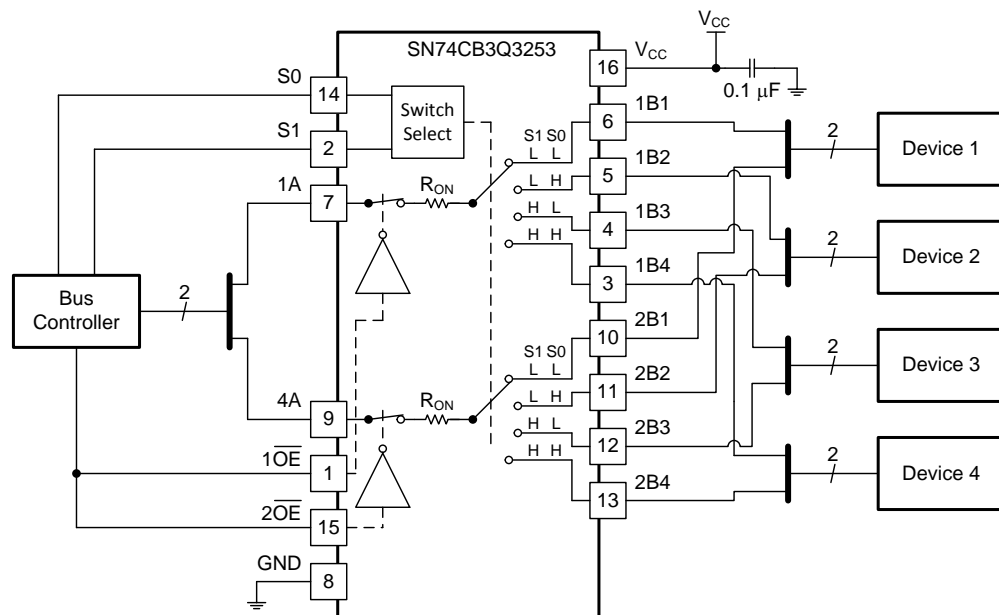 SN74CB3Q3253
VCC
VCC
16
0.1 μF
S0
14
Switch
Select
S1
2
1A
7
RON
S1 S0
L L
L H
H L
H H
1B1
6
1B2
5
1B3
4
1B4
3
2B1
10
2B2
11
2B3
12
2B4
13
S1 S0
L L
L H
H L
H H
Bus
Controller
2
4A
9
RON
1OE
1
2OE
15
GND
8
2
Device 1
2
Device 2
2
Device 3
2
Device 4